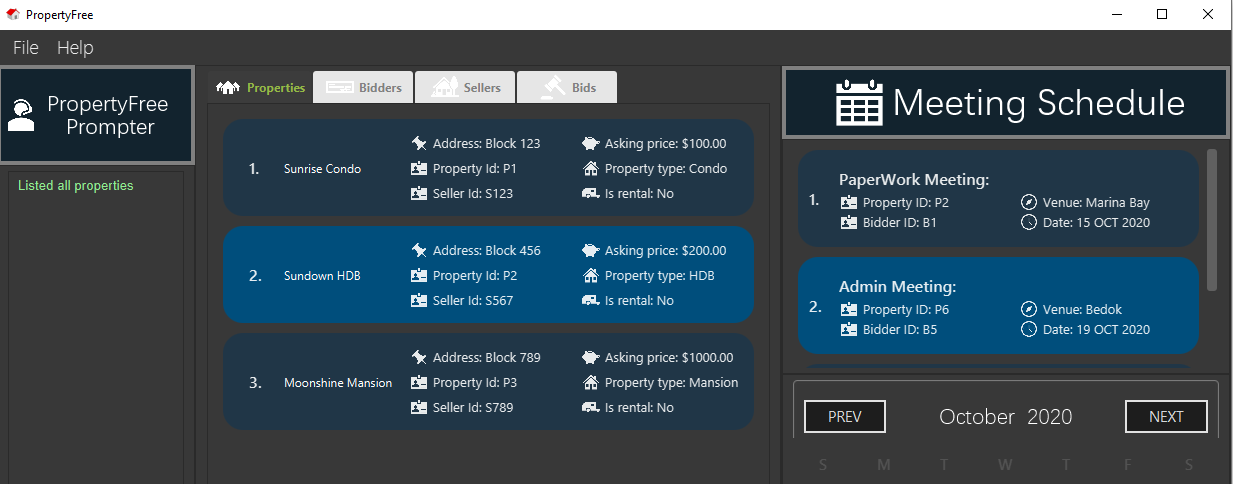 PropertyFree
File Help
PropertyFree
Prompter
Listed all properties
Properties
Bidders
Sellers
Bids
1.
Sunrise Condo
Address: Block 123
Property Id: P1
Seller Id: S123
Asking price: $100.00
Property type: Condo
Is rental: No
2.
Sundown HDB
Address: Block 456
Property Id: P2
Seller Id: S567
Asking price: $200.00
Property type: HDB
Is rental: No
3.
Moonshine Mansion
Address: Block 789
Property Id: P3
Seller Id: S789
Asking price: $1000.00
Property type: Mansion
Is rental: No
Meeting Schedule
1.
PaperWork Meeting:
Property ID: P2
Bidder ID: B1
Venue: Marina Bay
Date: 15 OCT 2020
2.
Admin Meeting:
Property ID: P6
Bidder ID: B5
Venue: Bedok
Date: 19 OCT 2020
PREV
October 2020
NEXT
S M T W T F S